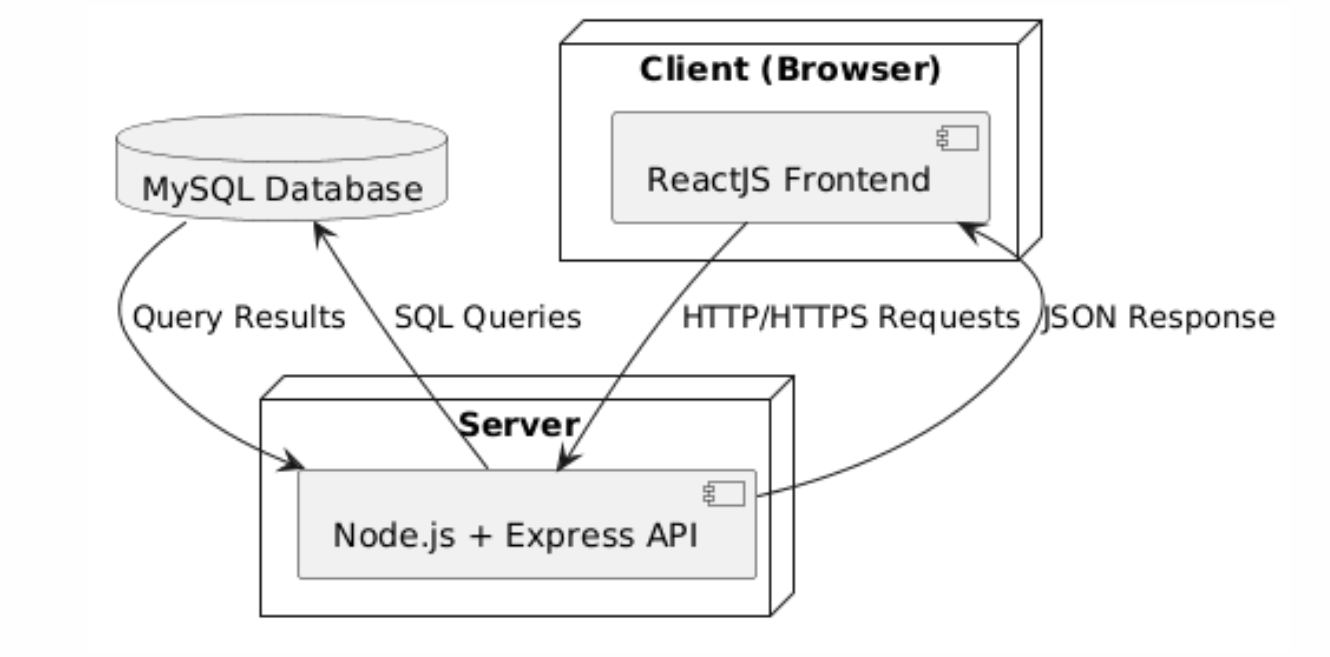 Client (Browser)
ReactJS Frontend
MySQL Database
Query Results
SQL Queries
HTTP/HTTPS Requests
JSON Response
Server
Node.js + Express API